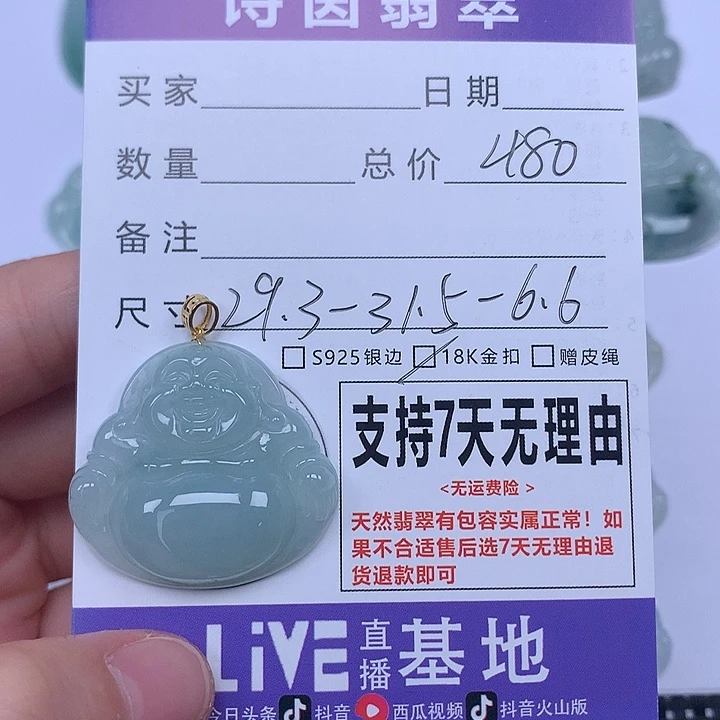 诗茵翡翠
买家 日期
数量 总价 480
备注
尺寸 29.3-31.5-6.6
S925银边 18K金扣 赠皮绳
支持7天无理由
<无运费险>
天然翡翠有包容实属正常！如
果不合适售后选7天无理由退
货退款即可
LiVE 直播 基地
今日头条 抖音 西瓜视频 抖音火山版